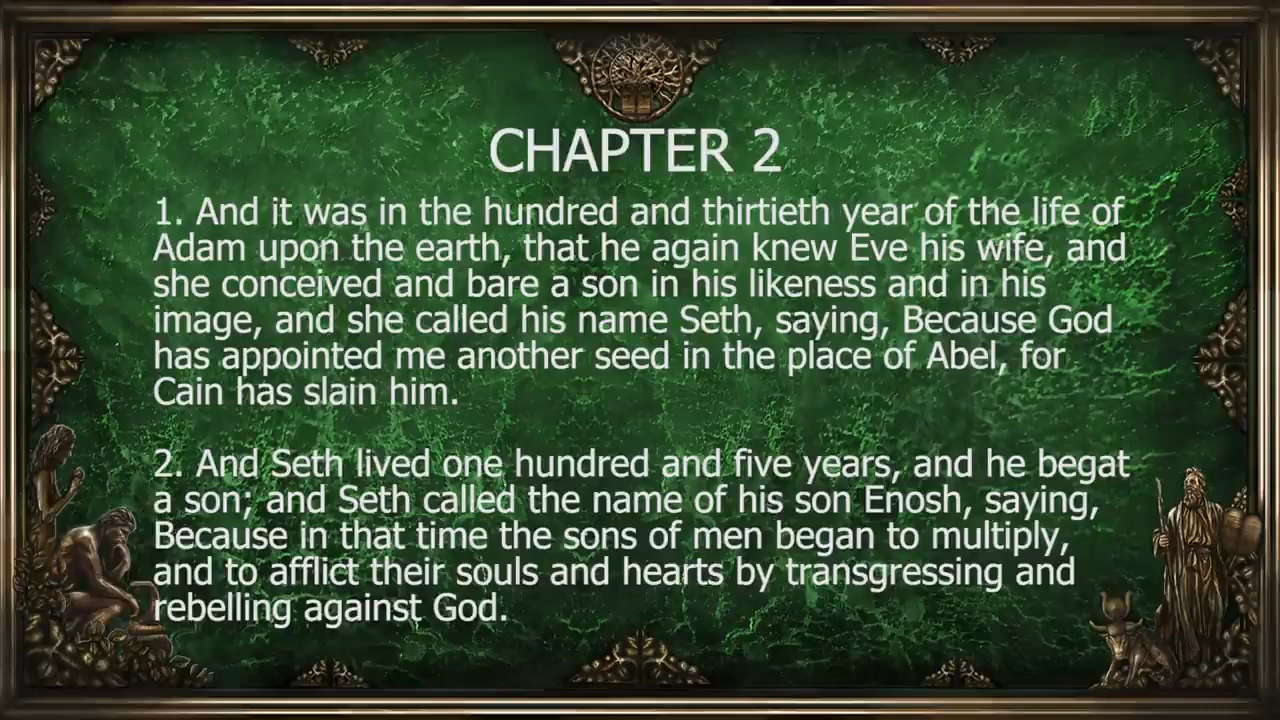 CHAPTER 2
1. And it was in the hundred and thirtieth year of the life of
Adam upon the earth, that he again knew Eve his wife, and
she conceived and bare a son in his likeness and in his
image, and she called his name Seth, saying, Because God
has appointed me another seed in the place of Abel, for
Cain has slain him.
2. And Seth lived one hundred and five years, and he begat
a son; and Seth called the name of his son Enosh, saying,
Because in that time the sons of men began to multiply,
and to afflict their souls and hearts by transgressing and
rebelling against God.